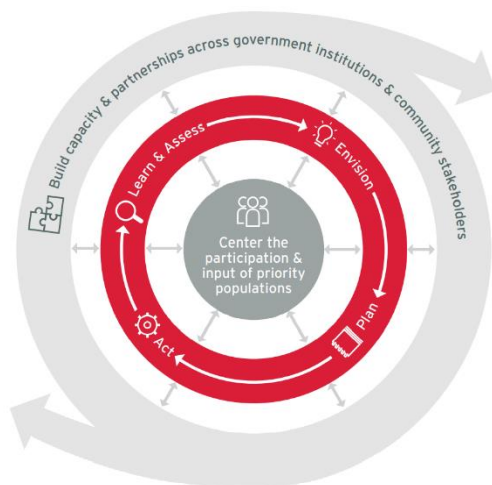 Build capacity & partnerships across government institutions & community stakeholders
Learn & Assess
Envision
Plan
Act
Center the
participation &
input of priority
populations